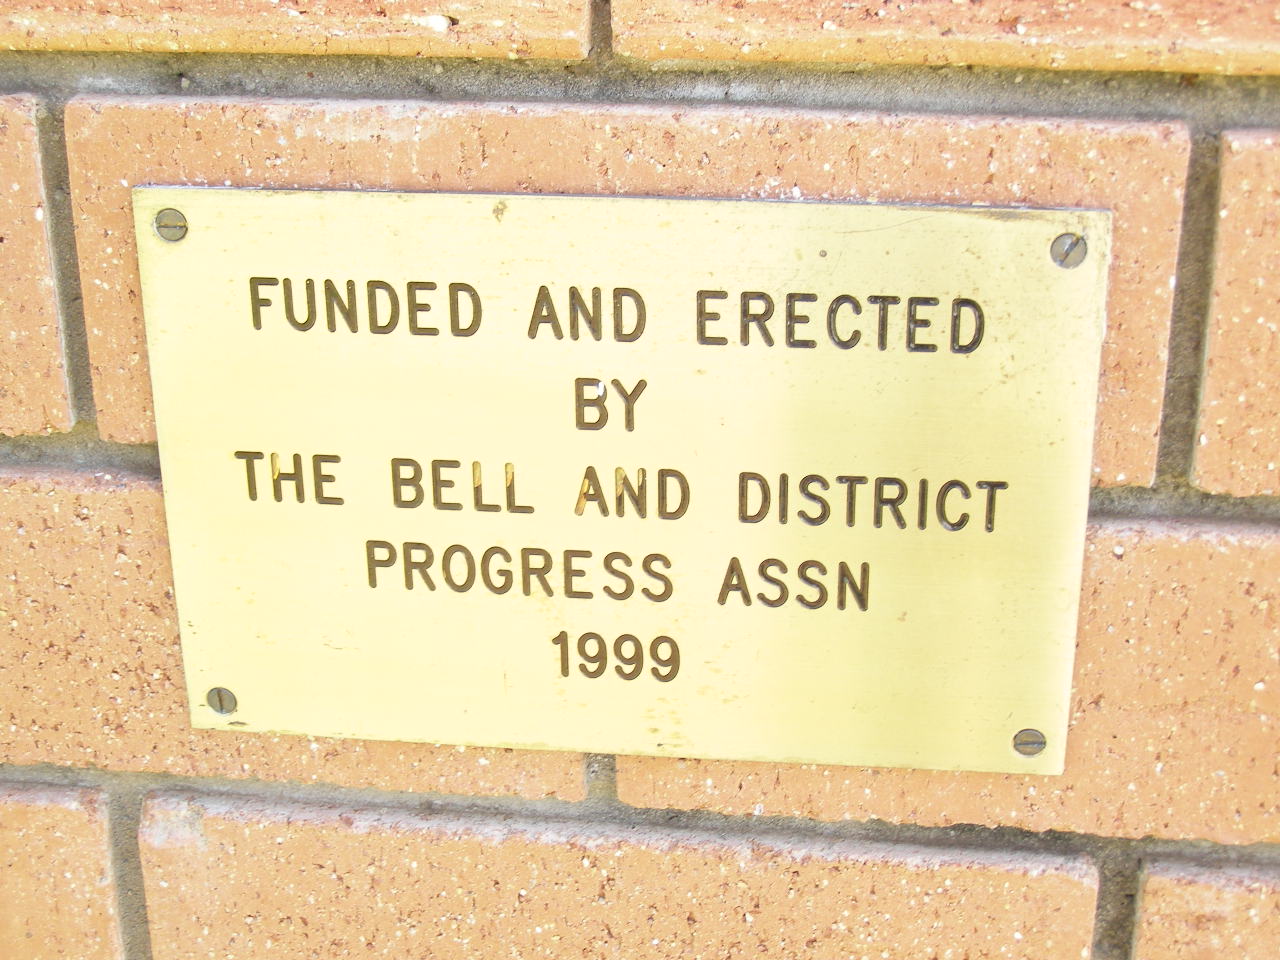 FUNDED AND ERECTED
BY
THE BELL AND DISTRICT
PROGRESS ASSN
1999